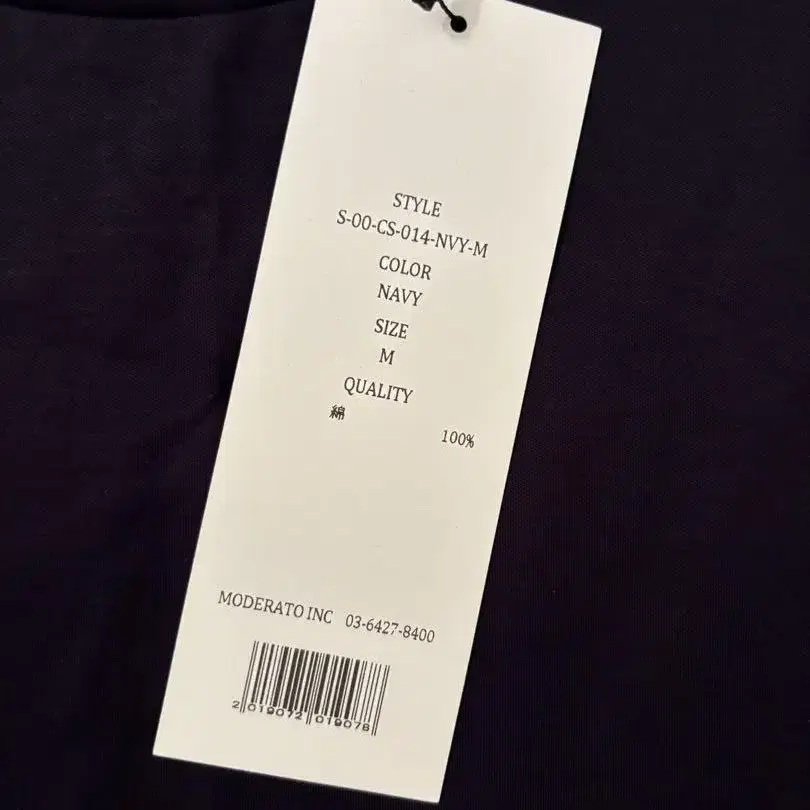 STYLE
S-00-CS-014-NVY-M
COLOR
NAVY
SIZE
M
QUALITY
綿
100%
MODERATO INC 03-6427-8400
2 019072 019078